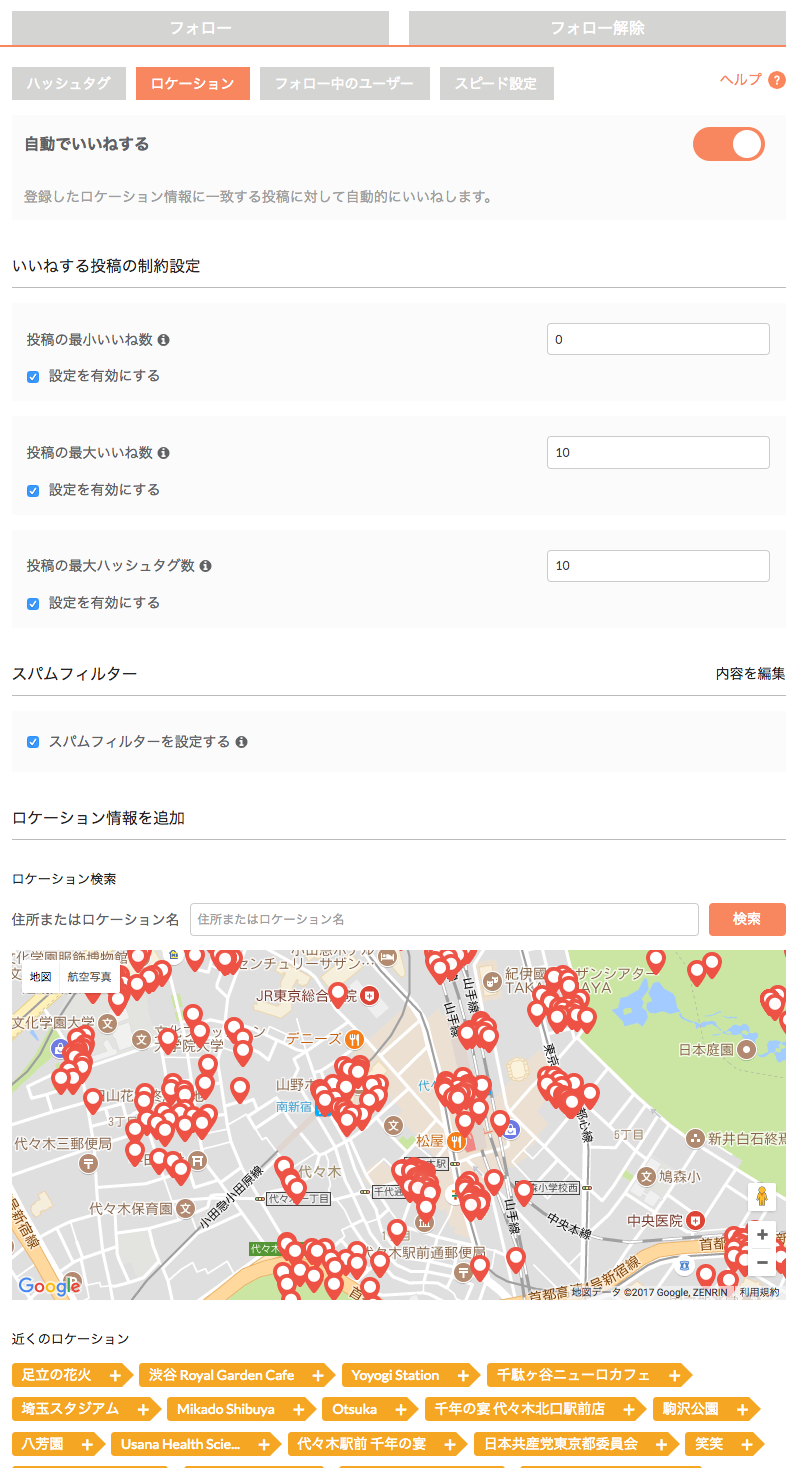 フォロー
フォロー解除
ハッシュタグ
ロケーション
フォロー中のユーザー
スピード設定
ヘルプ ?
自動でいいねする
登録したロケーション情報に一致する投稿に対して自動的にいいねします。
いいねする投稿の制約設定
投稿の最小いいね数
0
設定を有効にする
投稿の最大いいね数
10
設定を有効にする
投稿の最大ハッシュタグ数
10
設定を有効にする
スパムフィルター
内容を編集
スパムフィルターを設定する
ロケーション情報を追加
ロケーション検索
住所またはロケーション名
住所またはロケーション名
検索
地図
航空写真
センチュリーサザン...
JR東京総合
山手線
山手線
文化学園大学
デニーズ
日本庭園
南新宿
松屋
5丁目
新井白石終焉
代々木三郵便局
代々木
鳩森小
代々木保育園
小田急小田原線
山手線
中央本線
中央医院
代々木駅前通郵便局
首都高速4号新宿線
Google
地図データ ©2017 Google, ZENRIN
利用規約
近くのロケーション
足立の花火 +
渋谷 Royal Garden Cafe +
Yoyogi Station +
千駄ヶ谷ニューロカフェ +
埼玉スタジアム +
Mikado Shibuya +
Otsuka +
千年の宴 代々木北口駅前店 +
駒沢公園 +
八芳園 +
Usana Health Scie... +
代々木駅前 千年の宴 +
日本共産党東京都委員会 +
笑笑 +